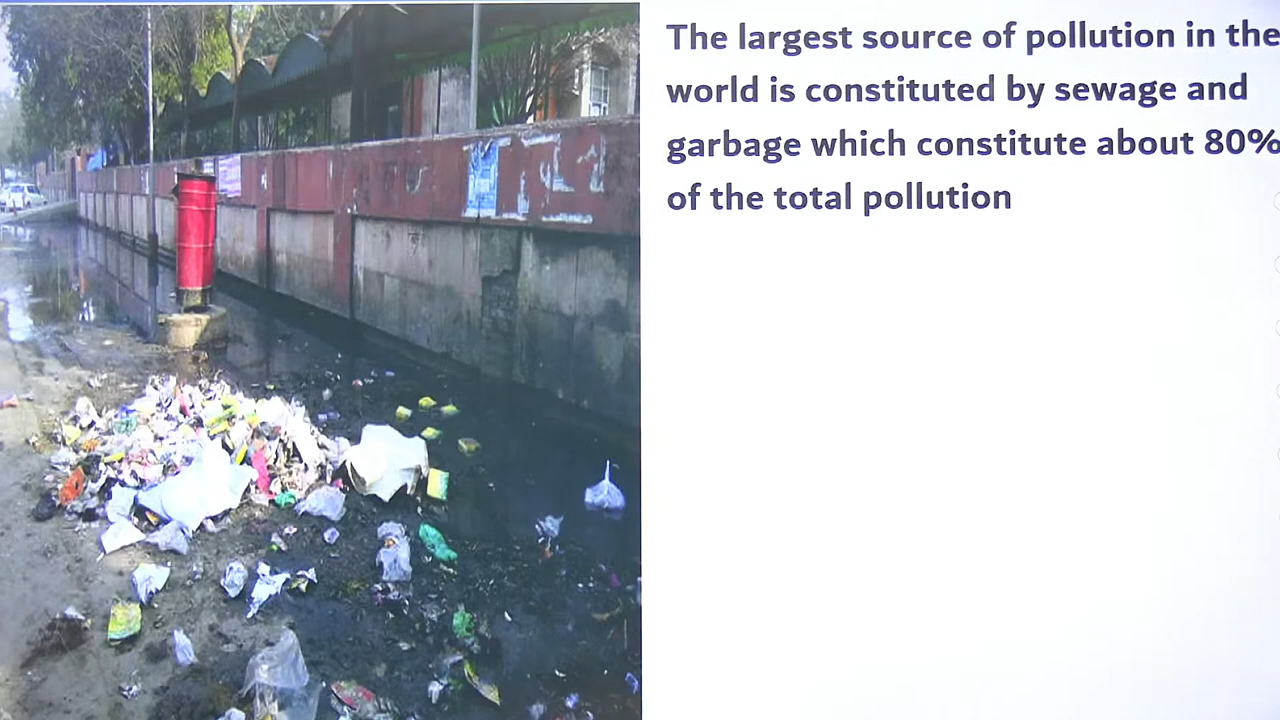 The largest source of pollution in the
world is constituted by sewage and
garbage which constitute about 80%
of the total pollution